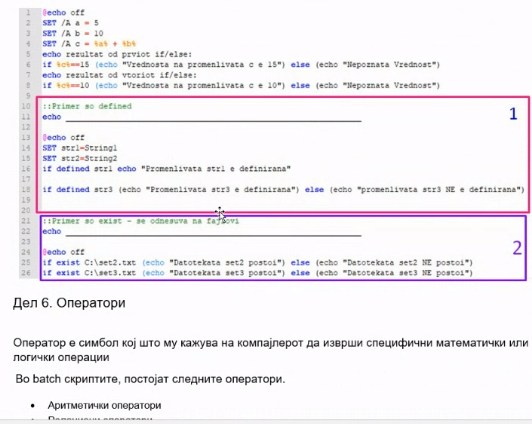 1 @echo off
2 SET /A a = 5
3 SET /A b = 10
4 SET /A c = %a% + %b%
5 echo rezultat od prviot if/else:
6 if %c%==15 (echo "Vrednosta na promenlivata c e 15") else (echo "Nepoznata Vrednost")
7 echo rezultat od vtoriot if/else:
8 if %c%==10 (echo "Vrednosta na promenlivata c e 10") else (echo "Nepoznata Vrednost")
9
10 ::Primer so defined
11 echo ____________________________________________
12
13 @echo off
14 SET str1=String1
15 SET str2=String2
16 if defined str1 echo "Promenlivata str1 e definirana"
17
18 if defined str3 (echo "Promenlivata str3 e definirana") else (echo "promenlivata str3 NE e definirana")
19
20
1
21 ::Primer so exist - se odnesuva na fajlovi
22 echo ____________________________________________
23
24 @echo off
25 if exist C:\set2.txt (echo "Datotekata set2 postoi") else (echo "Datotekata set2 NE postoi")
26 if exist C:\set3.txt (echo "Datotekata set3 postoi") else (echo "Datotekata set3 NE postoi")
2
Дел 6. Оператори
Оператор е симбол кој што му кажува на компајлерот да изврши специфични математички или
логички операции
Во batch скриптите, постојат следните оператори.
• Аритметички оператори